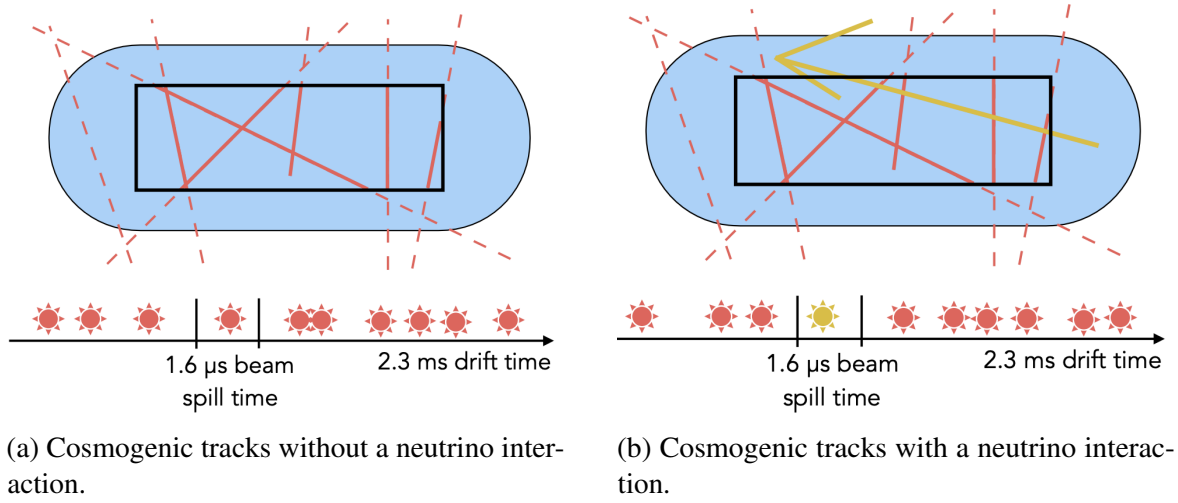 1.6 µs beam
spill time
2.3 ms drift time
(a) Cosmogenic tracks without a neutrino inter-
action.
1.6 µs beam
spill time
2.3 ms drift time
(b) Cosmogenic tracks with a neutrino interac-
tion.